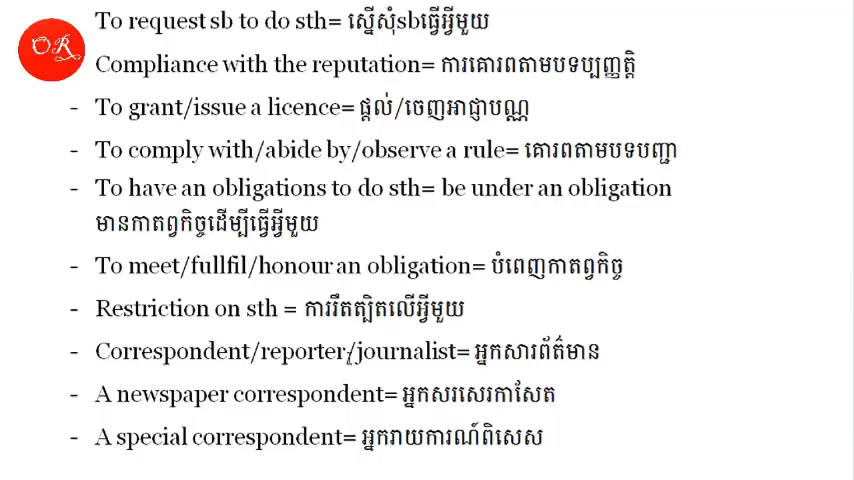 OR
To request sb to do sth= ស្នើសុំsbធ្វើអ្វីមួយ
Compliance with the reputation= ការគោរពតាមបទប្បញ្ញត្តិ
- To grant/issue a licence= ផ្តល់/ចេញអាជ្ញាបណ្ណ
- To comply with/abide by/observe a rule= គោរពតាមបទបញ្ជា
- To have an obligations to do sth= be under an obligation
មានកាតព្វកិច្ចដើម្បីធ្វើអ្វីមួយ
- To meet/fullfil/honour an obligation= បំពេញកាតព្វកិច្ច
- Restriction on sth = ការរឹតត្បិតលើអ្វីមួយ
- Correspondent/reporter/journalist= អ្នកសារព័ត៌មាន
- A newspaper correspondent= អ្នកសរសេរកាសែត
- A special correspondent= អ្នករាយការណ៍ពិសេស